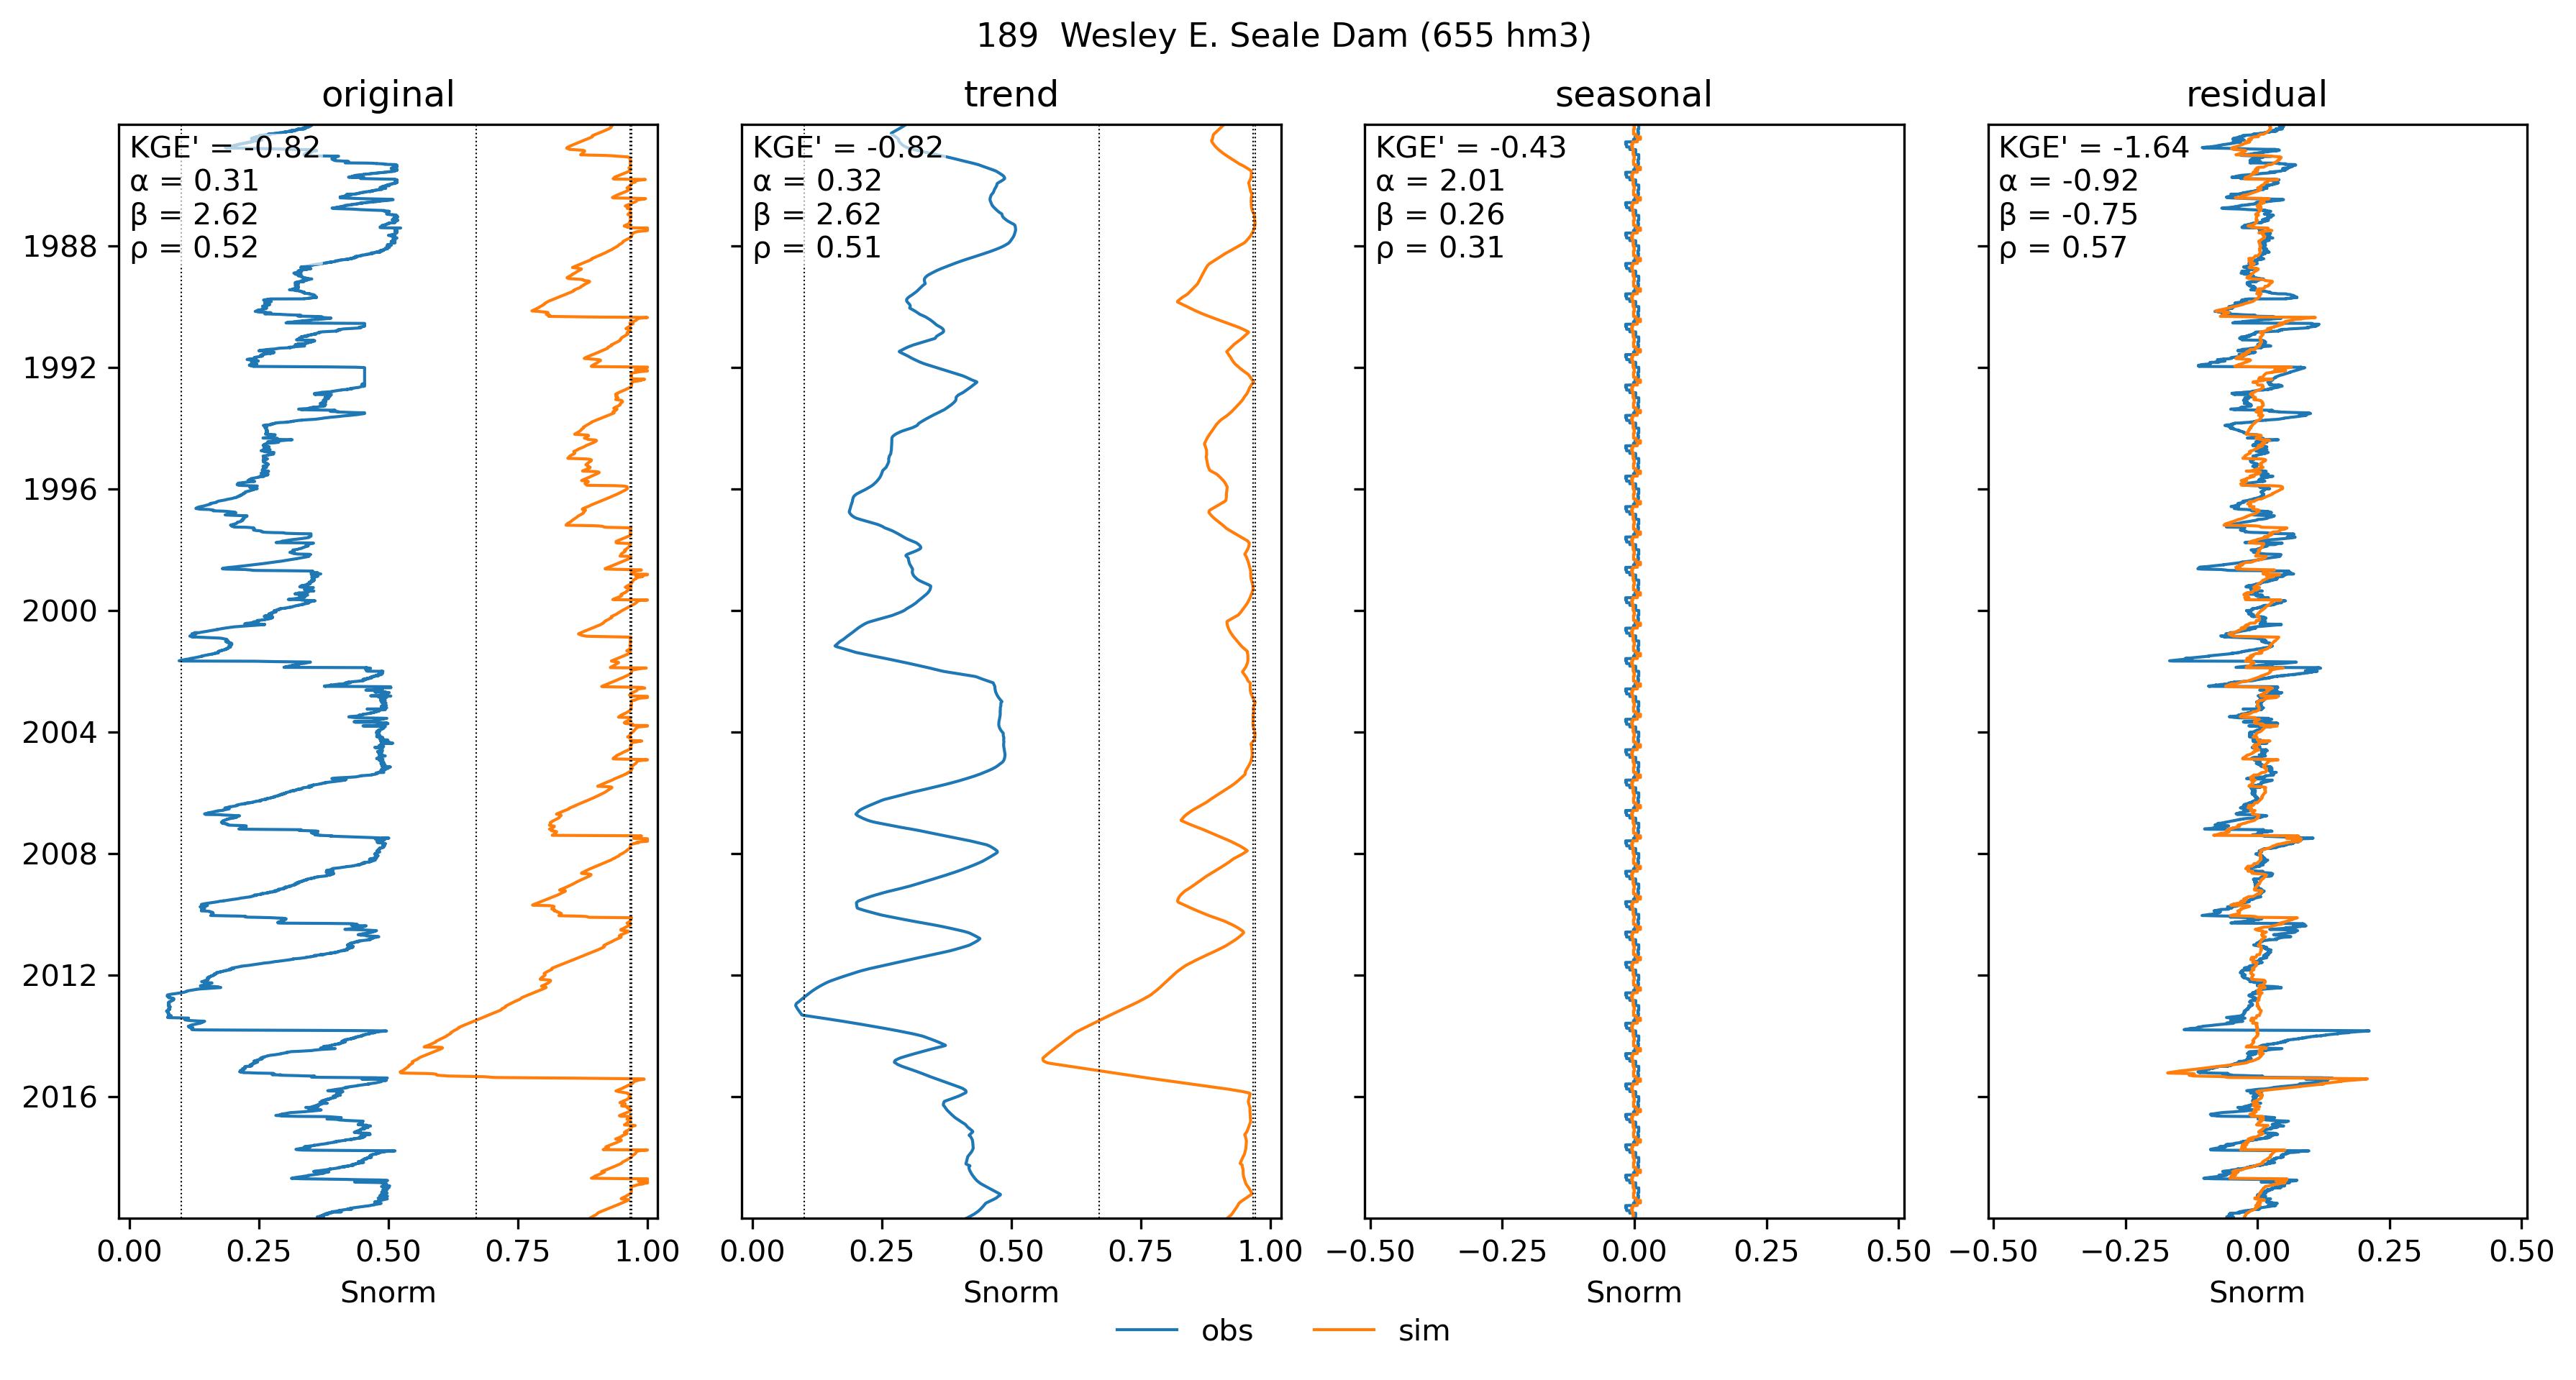 189  Wesley E. Seale Dam (655 hm3)
original
trend
seasonal
residual
KGE' = -0.82
α = 0.31
β = 2.62
ρ = 0.52
KGE' = -0.82
α = 0.32
β = 2.62
ρ = 0.51
KGE' = -0.43
α = 2.01
β = 0.26
ρ = 0.31
KGE' = -1.64
α = -0.92
β = -0.75
ρ = 0.57
1988
1992
1996
2000
2004
2008
2012
2016
0.00 0.25 0.50 0.75 1.00
0.00 0.25 0.50 0.75 1.00
−0.50 −0.25 0.00 0.25 0.50
−0.50 −0.25 0.00 0.25 0.50
Snorm
Snorm
Snorm
Snorm
obs
sim